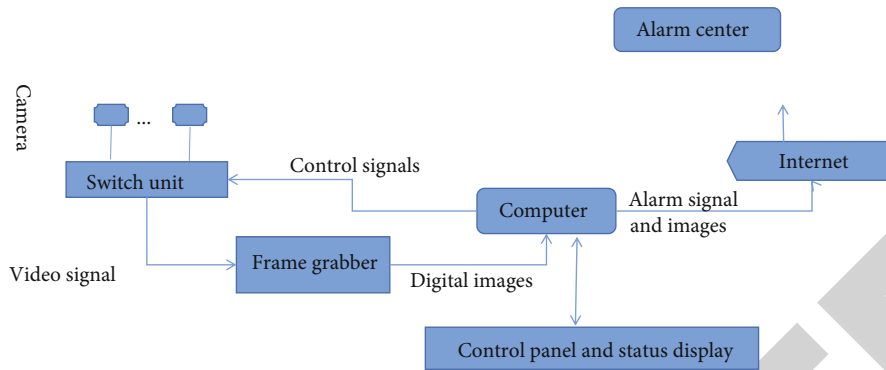 Alarm center
Camera
...
Control signals
Switch unit
Internet
Computer
Alarm signal
and images
Video signal
Frame grabber
Digital images
Control panel and status display